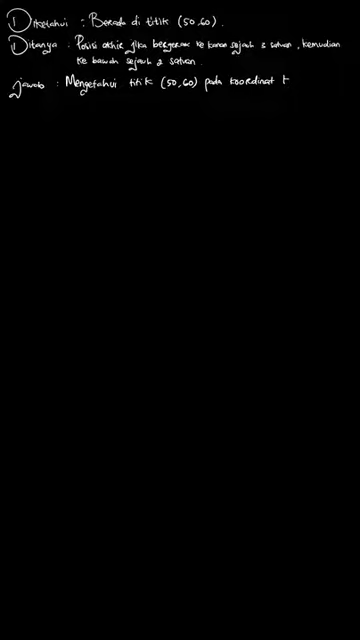 Diketahui : Berada di titik (50,60).
Ditanya : Posisi akhir jika bergerak ke kanan sejauh 3 satuan, kemudian
ke bawah sejauh 2 satuan.
Jawab : Mengetahui titik (50,60) pada koordinat t